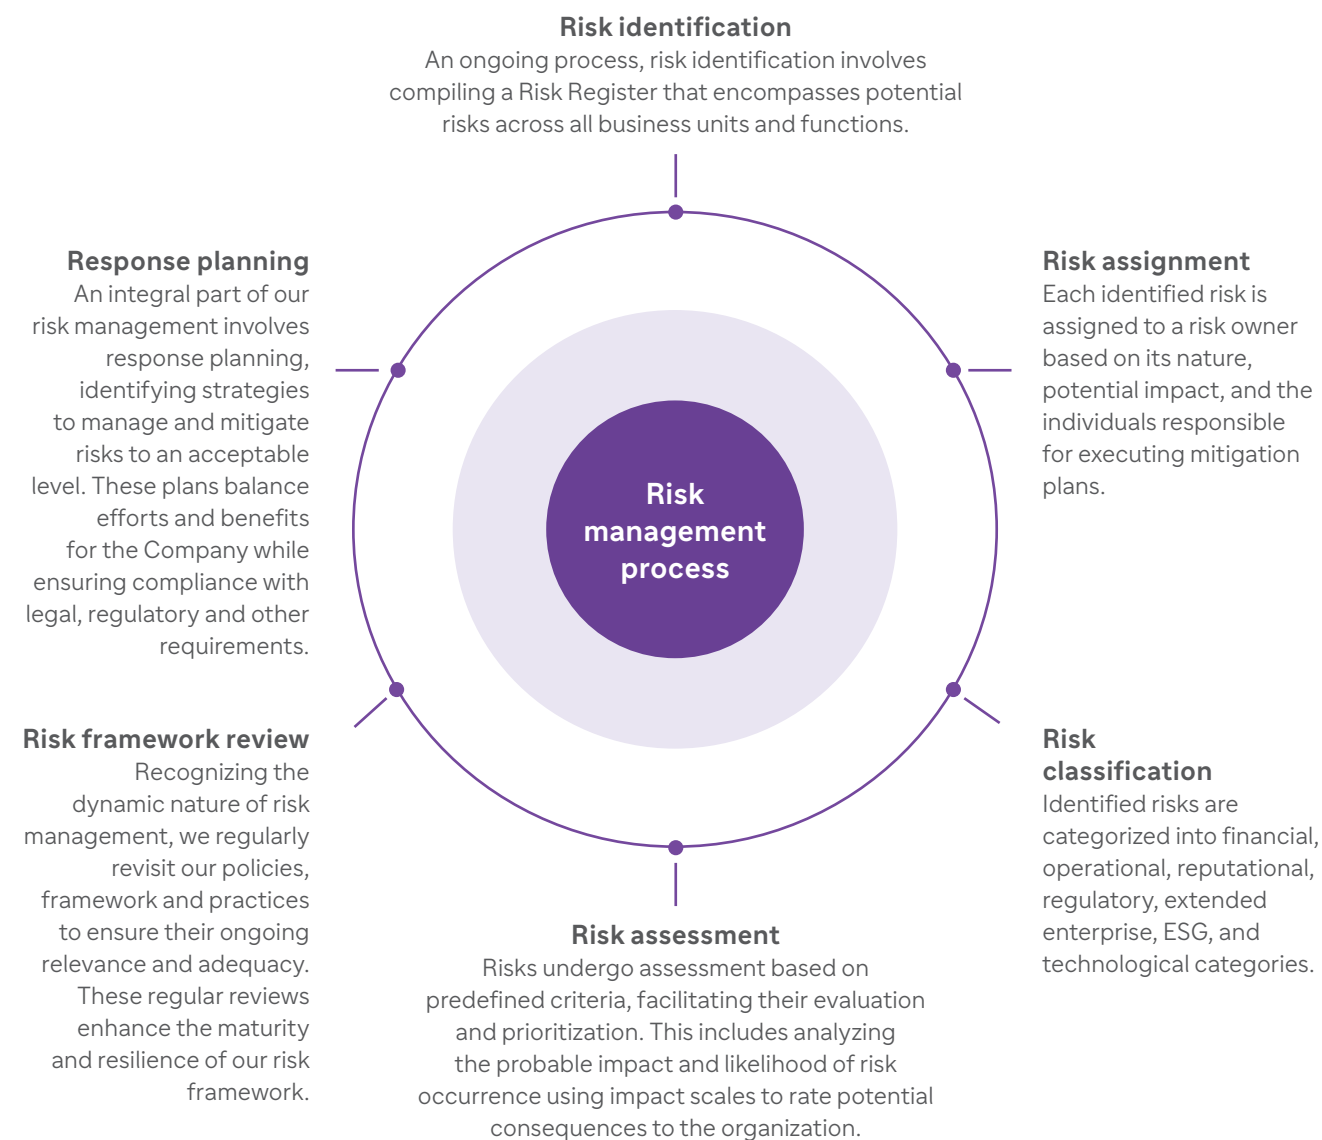 Risk identification
An ongoing process, risk identification involves
compiling a Risk Register that encompasses potential
risks across all business units and functions.
Risk assignment
Each identified risk is
assigned to a risk owner
based on its nature,
potential impact, and the
individuals responsible
for executing mitigation
plans.
Risk
classification
Identified risks are
categorized into financial,
operational, reputational,
regulatory, extended
enterprise, ESG, and
technological categories.
Risk assessment
Risks undergo assessment based on
predefined criteria, facilitating their evaluation
and prioritization. This includes analyzing
the probable impact and likelihood of risk
occurrence using impact scales to rate potential
consequences to the organization.
Risk framework review
Recognizing the
dynamic nature of risk
management, we regularly
revisit our policies,
framework and practices
to ensure their ongoing
relevance and adequacy.
These regular reviews
enhance the maturity
and resilience of our risk
framework.
Response planning
An integral part of our
risk management involves
response planning,
identifying strategies
to manage and mitigate
risks to an acceptable
level. These plans balance
efforts and benefits
for the Company while
ensuring compliance with
legal, regulatory and other
requirements.
Risk
management
process